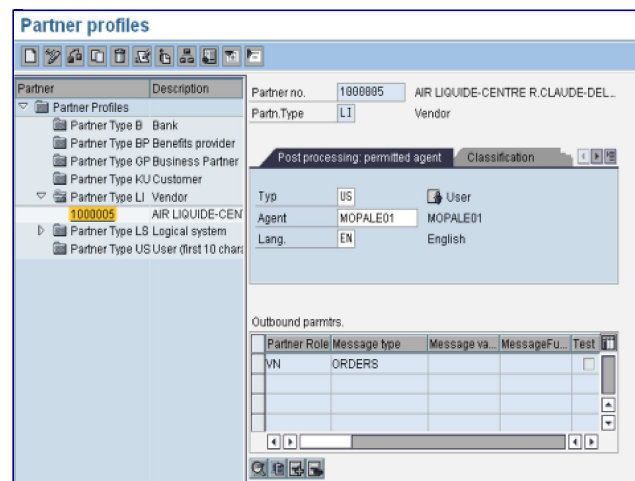 Partner profiles
Partner Description
Partner Profiles
Partner Type B Bank
Partner Type BP Benefits provider
Partner Type GP Business Partner
Partner Type KU Customer
Partner Type LI Vendor
1000005 AIR LIQUIDE-CEN
Partner Type LS Logical system
Partner Type US User (first 10 chara
Partner no. 1000005 AIR LIQUIDE-CENTRE R.CLAUDE-DEL...
Partn.Type LI Vendor
Post processing: permitted agent Classification
Typ US User
Agent MOPALE01 MOPALE01
Lang. EN English
Outbound parmtrs.
Partner Role Message type Message va... MessageFu... Test
VN ORDERS